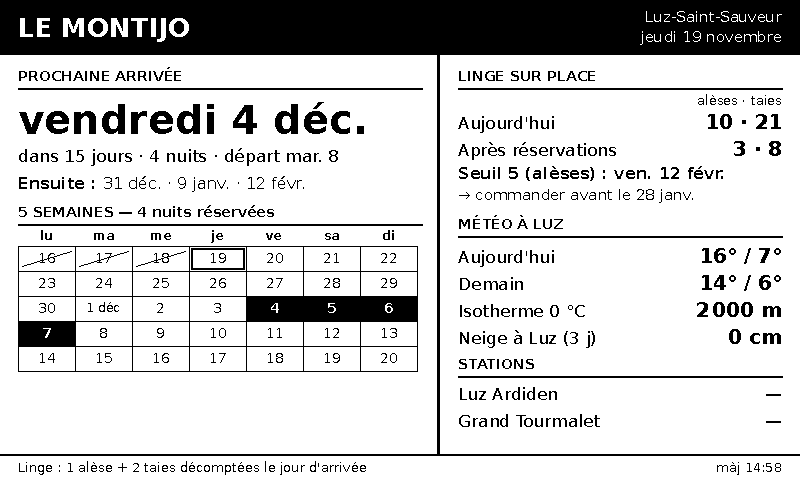 LE MONTIJO
Luz-Saint-Sauveur
jeudi 19 novembre
PROCHAINE ARRIVÉE
vendredi 4 déc.
dans 15 jours · 4 nuits · départ mar. 8
Ensuite : 31 déc. · 9 janv. · 12 févr.
5 SEMAINES — 4 nuits réservées
lu ma me je ve sa di
16 17 18 19 20 21 22
23 24 25 26 27 28 29
30 1 déc 2 3 4 5 6
7 8 9 10 11 12 13
14 15 16 17 18 19 20
LINGE SUR PLACE
alèses · taies
Aujourd'hui 10 · 21
Après réservations 3 · 8
Seuil 5 (alèses) : ven. 12 févr.
→ commander avant le 28 janv.
MÉTÉO À LUZ
Aujourd'hui 16° / 7°
Demain 14° / 6°
Isotherme 0 °C 2000 m
Neige à Luz (3 j) 0 cm
STATIONS
Luz Ardiden —
Grand Tourmalet —
Linge : 1 alèse + 2 taies décomptées le jour d'arrivée
màj 14:58